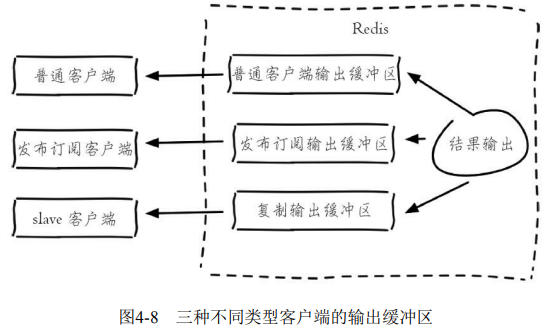 Redis
普通客户端
普通客户端输出缓冲区
发布订阅客户端
发布订阅输出缓冲区
结果输出
slave 客户端
复制输出缓冲区
图4-8 三种不同类型客户端的输出缓冲区